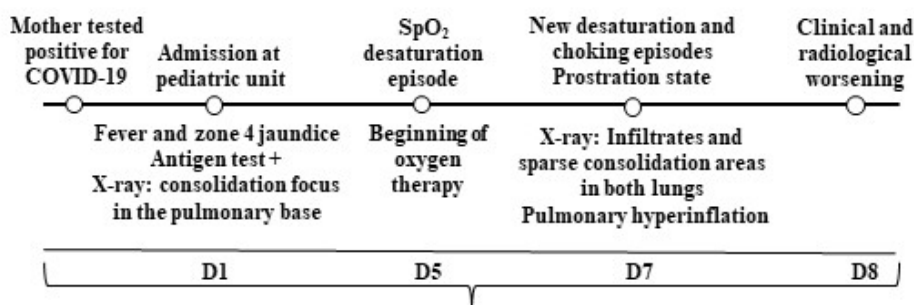 Mother tested
positive for
COVID-19
Admission at
pediatric unit
SpO₂
desaturation
episode
New desaturation and
choking episodes
Prostration state
Clinical and
radiological
worsening
Fever and zone 4 jaundice
Antigen test +
X-ray: consolidation focus
in the pulmonary base
Beginning of
oxygen
therapy
X-ray: Infiltrates and
sparse consolidation areas
in both lungs
Pulmonary hyperinflation
D1 D5 D7 D8